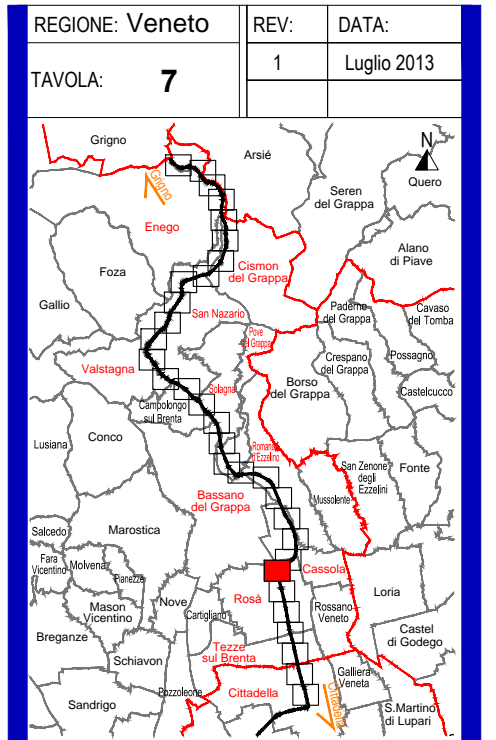 REGIONE: Veneto
REV:
DATA:
TAVOLA: 7
1
Luglio 2013
Grigno
Arsié
N
Quero
Grigno
Seren
del Grappa
Enego
Alano
di Piave
Foza
Cismon
del Grappa
Gallio
San Nazario
Paderno
del Grappa
Cavaso
del Tomba
Pove
del Grappa
Crespano
del Grappa
Possagno
Valstagna
Solagna
Borso
del Grappa
Castelcucco
Campolongo
sul Brenta
Lusiana
Conco
Romano
d'Ezzelino
San Zenone
degli
Ezzelini
Fonte
Bassano
del Grappa
Mussolente
Salcedo
Marostica
Fara
Vicentino
Molvena
Pianezze
Cassola
Loria
Rosà
Mason
Vicentino
Nove
Cartigliano
Rossano
Veneto
Breganze
Castel
di Godego
Schiavon
Tezze
sul Brenta
Galliera
Veneta
Pozzoleone
Cittadella
Cittadella
Sandrigo
S.Martino
di Lupari